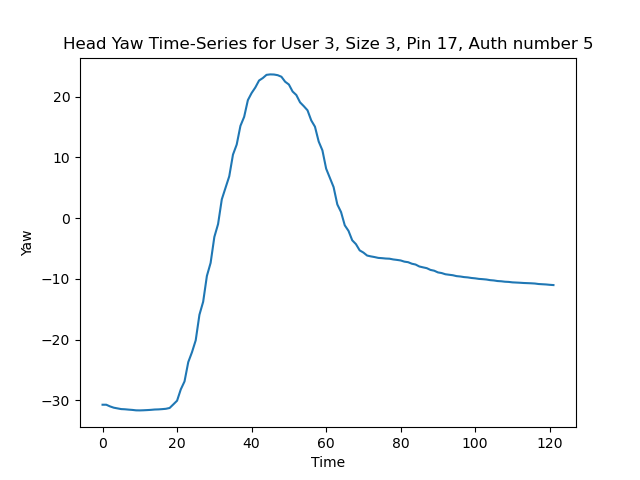 Head Yaw Time-Series for User 3, Size 3, Pin 17, Auth number 5
20
10
0
−10
−20
−30
Yaw
0 20 40 60 80 100 120
Time